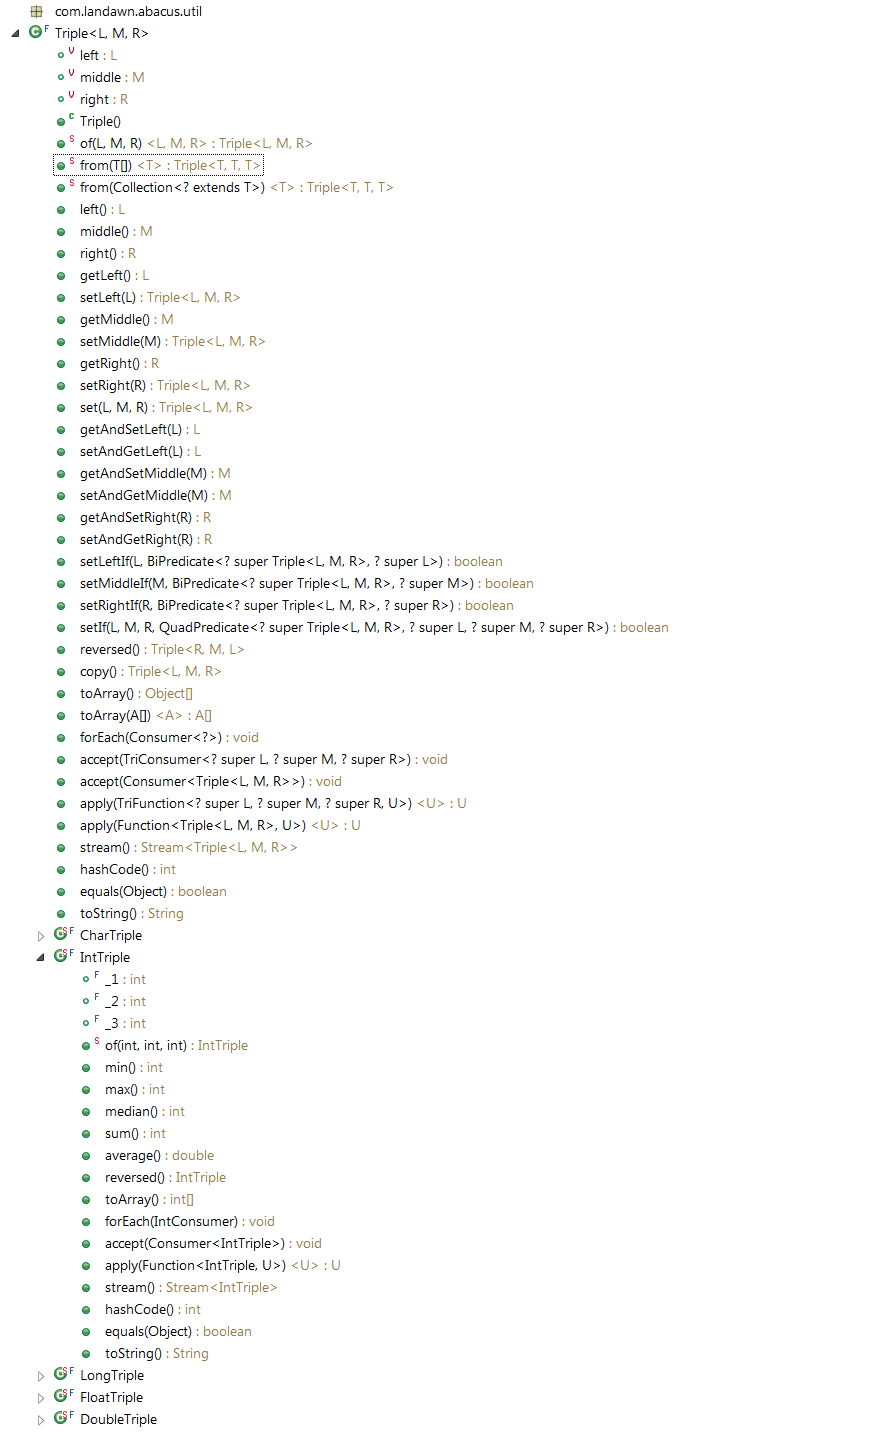 com.landawn.abacus.util
Triple<L, M, R>
left : L
middle : M
right : R
Triple()
of(L, M, R) <L, M, R> : Triple<L, M, R>
from(T[]) <T> : Triple<T, T, T>
from(Collection<? extends T>) <T> : Triple<T, T, T>
left() : L
middle() : M
right() : R
getLeft() : L
setLeft(L) : Triple<L, M, R>
getMiddle() : M
setMiddle(M) : Triple<L, M, R>
getRight() : R
setRight(R) : Triple<L, M, R>
set(L, M, R) : Triple<L, M, R>
getAndSetLeft(L) : L
setAndGetLeft(L) : L
getAndSetMiddle(M) : M
setAndGetMiddle(M) : M
getAndSetRight(R) : R
setAndGetRight(R) : R
setLeftIf(L, BiPredicate<? super Triple<L, M, R>, ? super L>) : boolean
setMiddleIf(M, BiPredicate<? super Triple<L, M, R>, ? super M>) : boolean
setRightIf(R, BiPredicate<? super Triple<L, M, R>, ? super R>) : boolean
setIf(L, M, R, QuadPredicate<? super Triple<L, M, R>, ? super L, ? super M, ? super R>) : boolean
reversed() : Triple<R, M, L>
copy() : Triple<L, M, R>
toArray() : Object[]
toArray(A[]) <A> : A[]
forEach(Consumer<?>) : void
accept(TriConsumer<? super L, ? super M, ? super R>) : void
accept(Consumer<Triple<L, M, R>>) : void
apply(TriFunction<? super L, ? super M, ? super R, U>) <U> : U
apply(Function<Triple<L, M, R>, U>) <U> : U
stream() : Stream<Triple<L, M, R>>
hashCode() : int
equals(Object) : boolean
toString() : String
CharTriple
IntTriple
_1 : int
_2 : int
_3 : int
of(int, int, int) : IntTriple
min() : int
max() : int
median() : int
sum() : int
average() : double
reversed() : IntTriple
toArray() : int[]
forEach(IntConsumer) : void
accept(Consumer<IntTriple>) : void
apply(Function<IntTriple, U>) <U> : U
stream() : Stream<IntTriple>
hashCode() : int
equals(Object) : boolean
toString() : String
LongTriple
FloatTriple
DoubleTriple